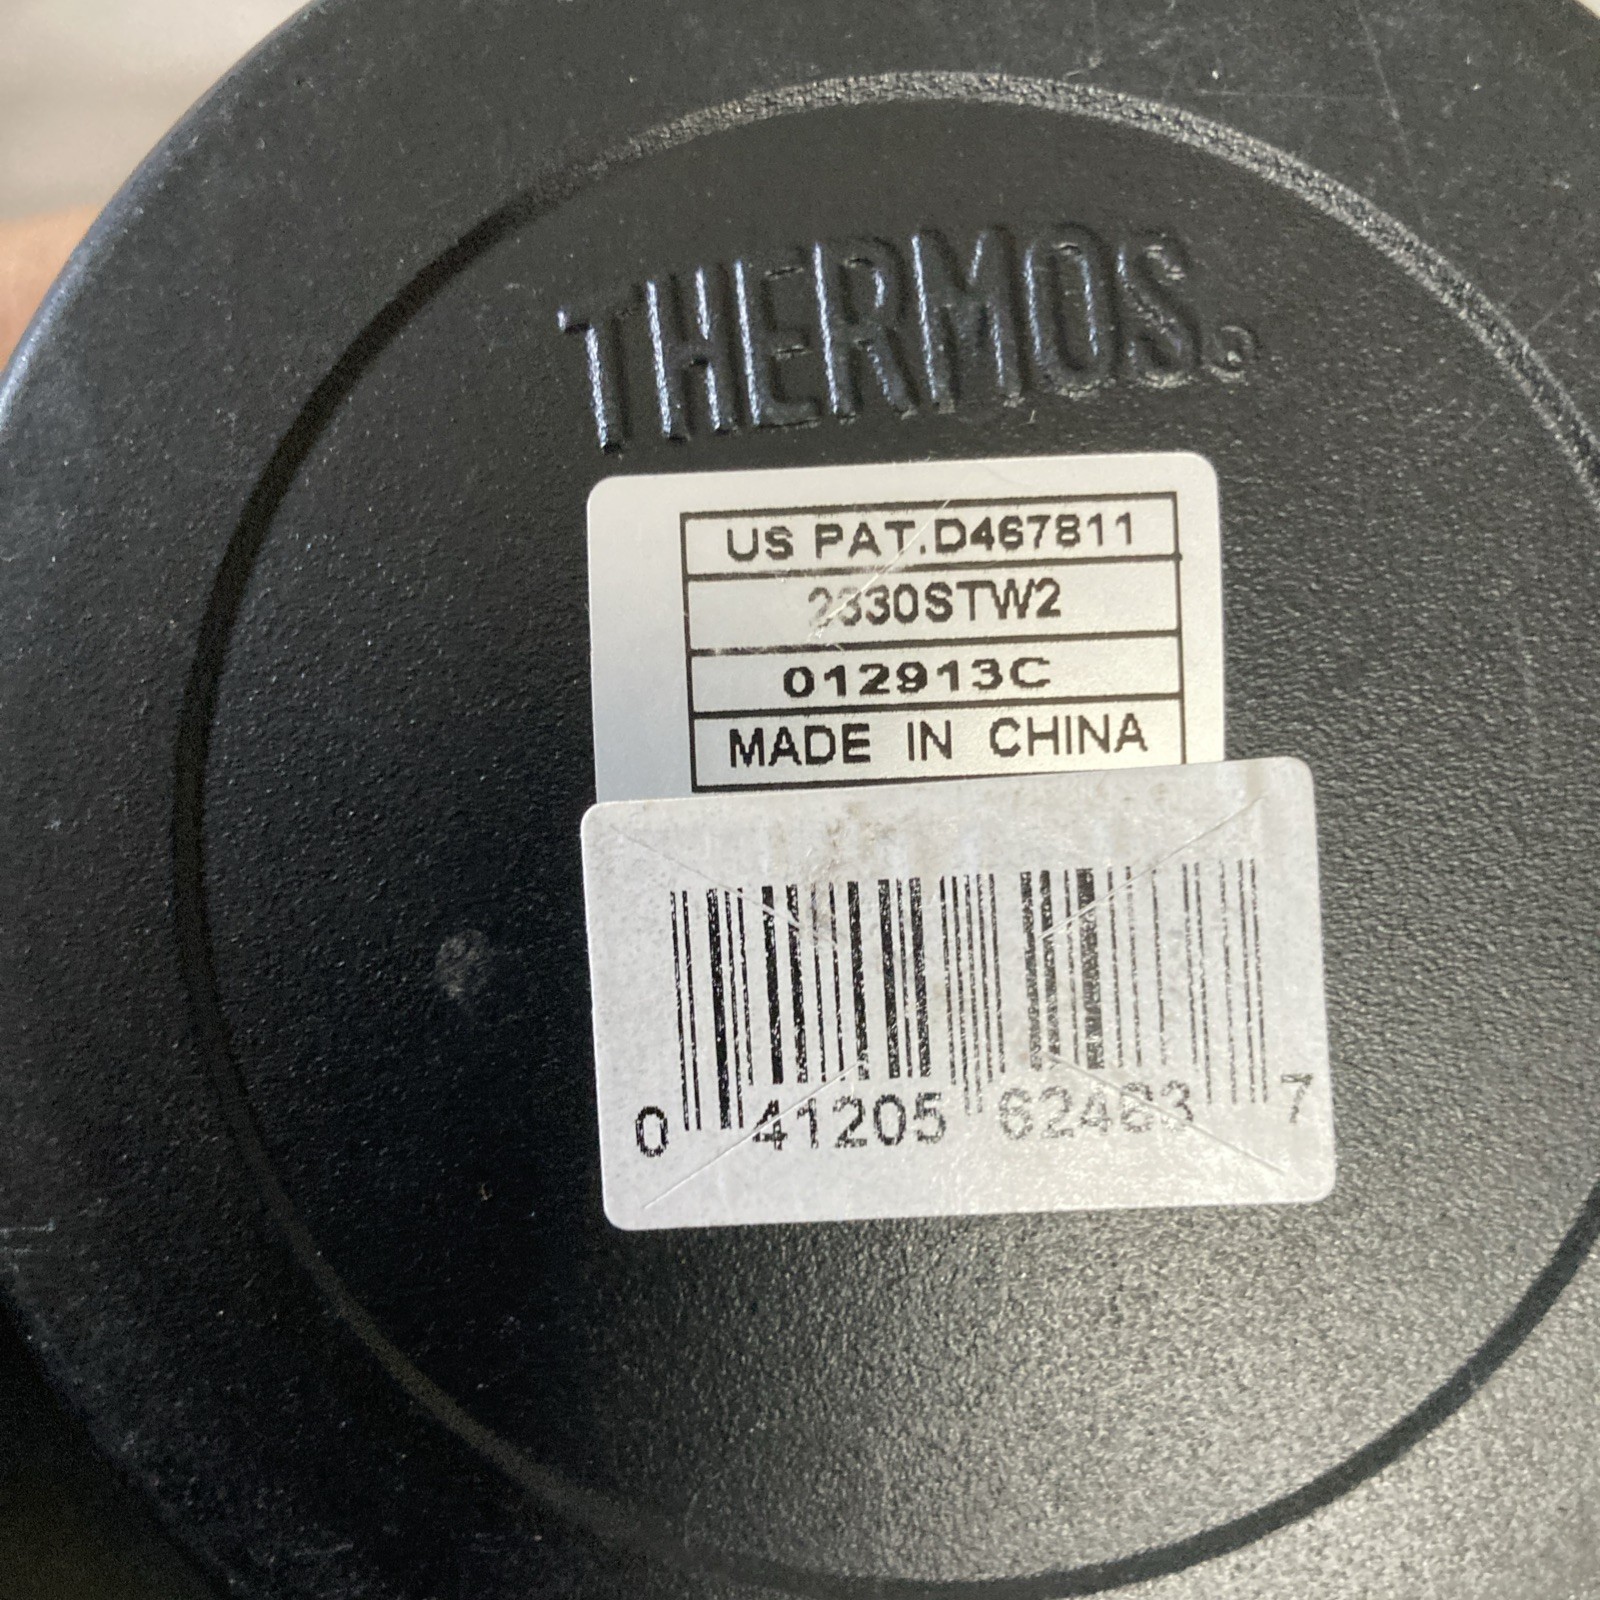 THERMOS®
US PAT.D467811
2330STW2
012913C
MADE IN CHINA
0 41205 62483 7